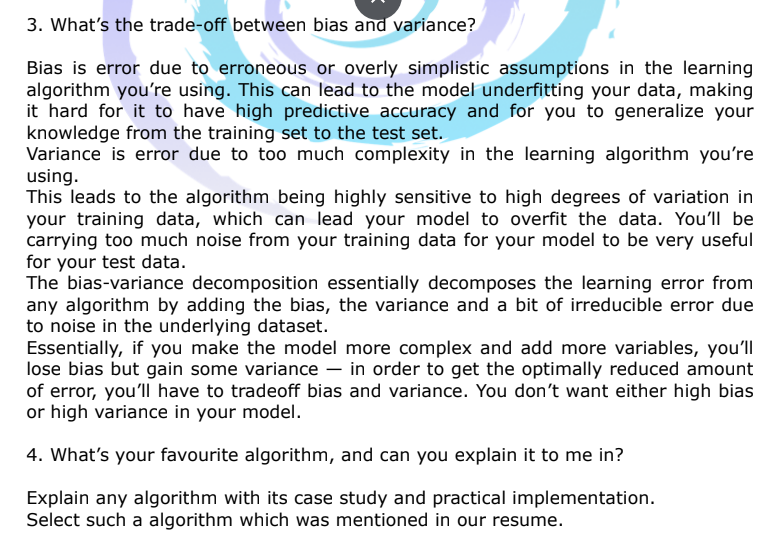 3. What's the trade-off between bias and variance?
Bias is error due to erroneous or overly simplistic assumptions in the learning
algorithm you're using. This can lead to the model underfitting your data, making
it hard for it to have high predictive accuracy and for you to generalize your
knowledge from the training set to the test set.
Variance is error due to too much complexity in the learning algorithm you're
using.
This leads to the algorithm being highly sensitive to high degrees of variation in
your training data, which can lead your model to overfit the data. You'll be
carrying too much noise from your training data for your model to be very useful
for your test data.
The bias-variance decomposition essentially decomposes the learning error from
any algorithm by adding the bias, the variance and a bit of irreducible error due
to noise in the underlying dataset.
Essentially, if you make the model more complex and add more variables, you'll
lose bias but gain some variance — in order to get the optimally reduced amount
of error, you'll have to tradeoff bias and variance. You don't want either high bias
or high variance in your model.
4. What's your favourite algorithm, and can you explain it to me in?
Explain any algorithm with its case study and practical implementation.
Select such a algorithm which was mentioned in our resume.